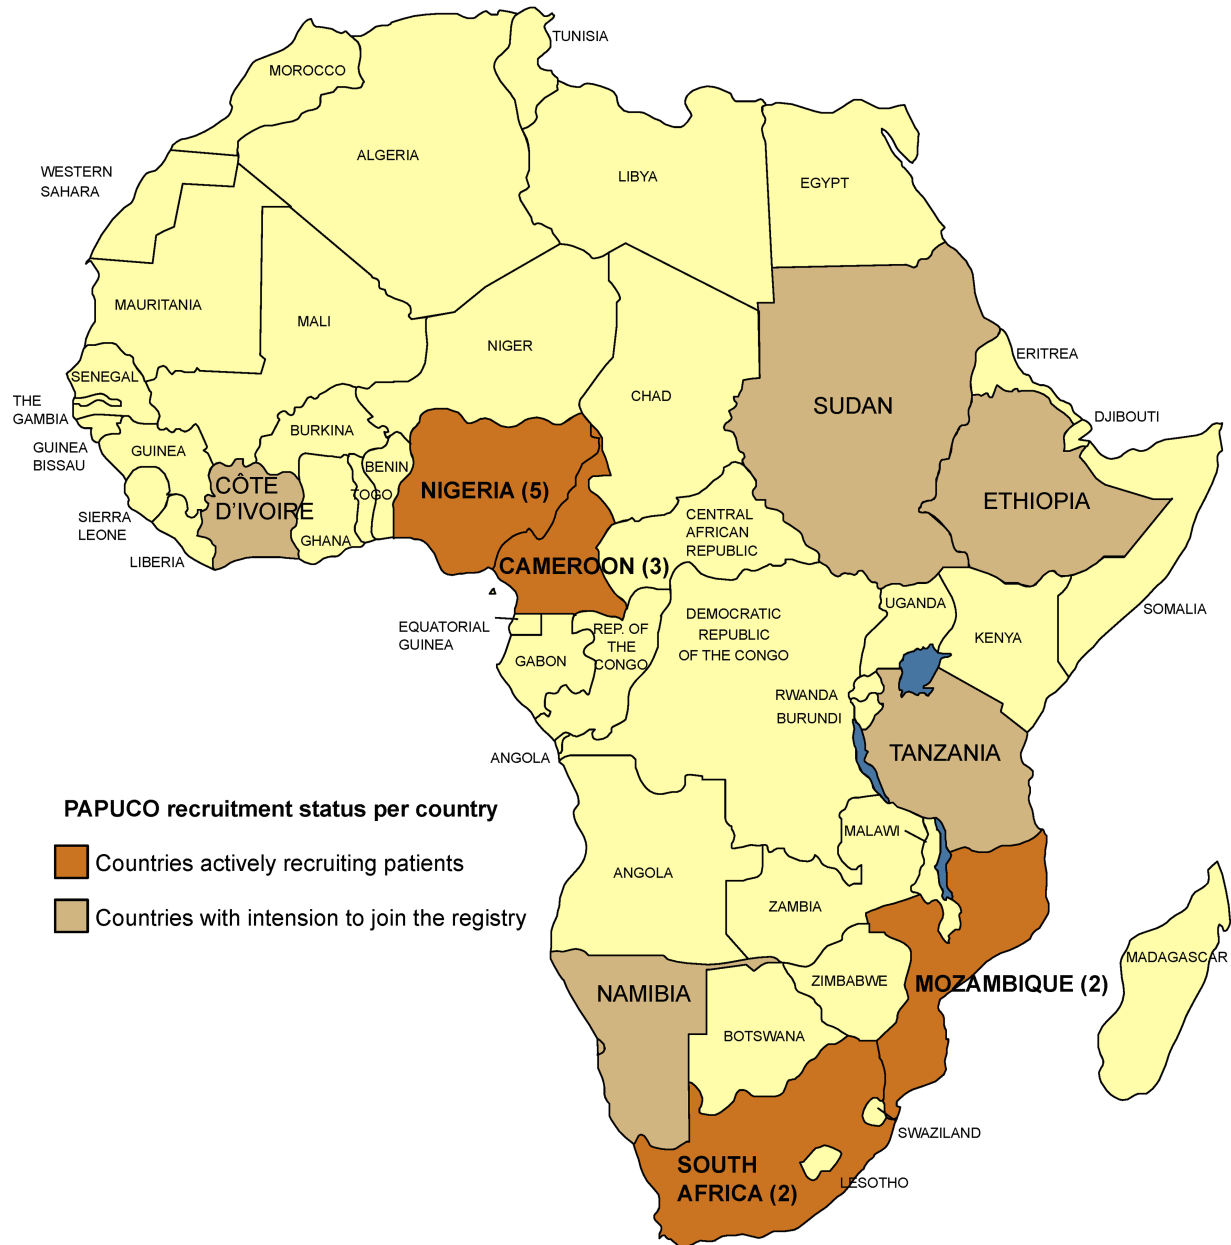 TUNISIA
MOROCCO
ALGERIA
LIBYA
EGYPT
WESTERN
SAHARA
MAURITANIA
MALI
NIGER
CHAD
SUDAN
ERITREA
DJIBOUTI
SENEGAL
THE
GAMBIA
GUINEA
BISSAU
GUINEA
BURKINA
BENIN
TOGO
CÔTE
D'IVOIRE
GHANA
SIERRA
LEONE
LIBERIA
NIGERIA (5)
CAMEROON (3)
CENTRAL
AFRICAN
REPUBLIC
ETHIOPIA
SOMALIA
UGANDA
KENYA
EQUATORIAL
GUINEA
GABON
REP. OF
THE
CONGO
DEMOCRATIC
REPUBLIC
OF THE CONGO
RWANDA
BURUNDI
TANZANIA
ANGOLA
PAPUCO recruitment status per country
Countries actively recruiting patients
Countries with intension to join the registry
MALAWI
ANGOLA
ZAMBIA
MADAGASCAR
NAMIBIA
ZIMBABWE
MOZAMBIQUE (2)
BOTSWANA
SWAZILAND
SOUTH
AFRICA (2)
LESOTHO